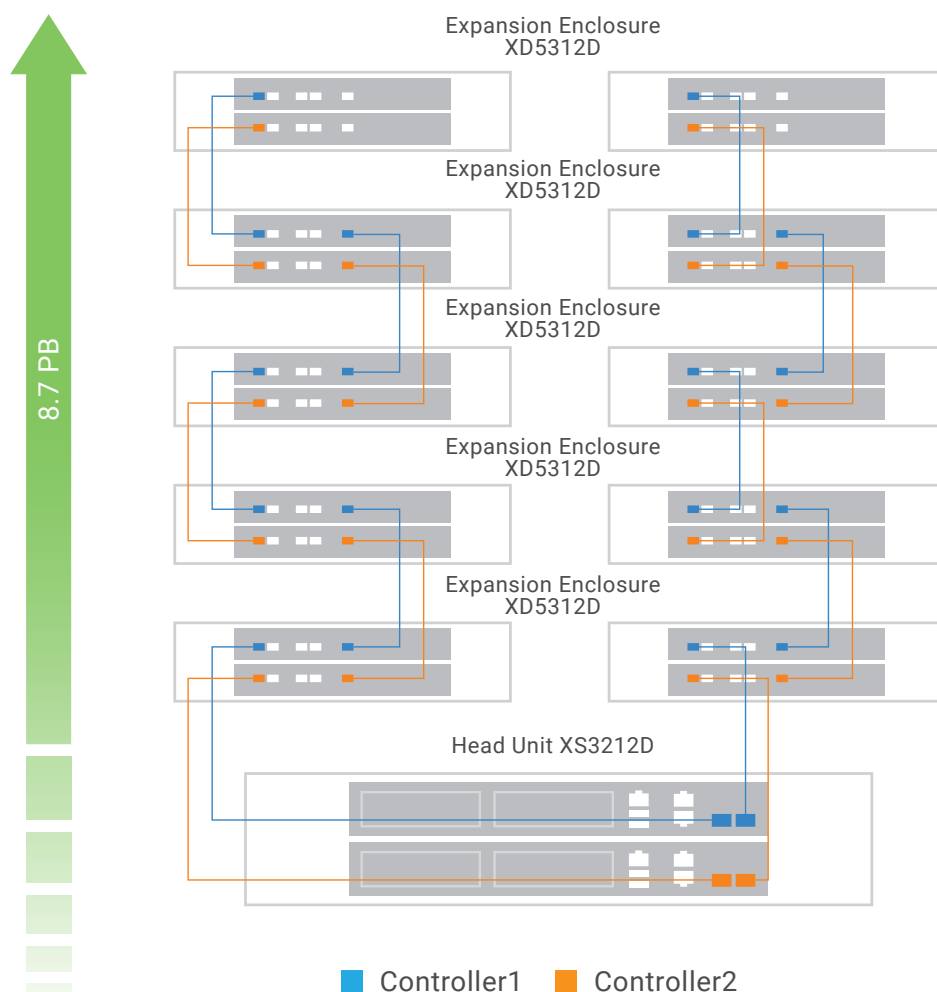 Expansion Enclosure
XD5312D
Expansion Enclosure
XD5312D
Expansion Enclosure
XD5312D
8.7 PB
Expansion Enclosure
XD5312D
Expansion Enclosure
XD5312D
Head Unit XS3212D
Controller1 Controller2